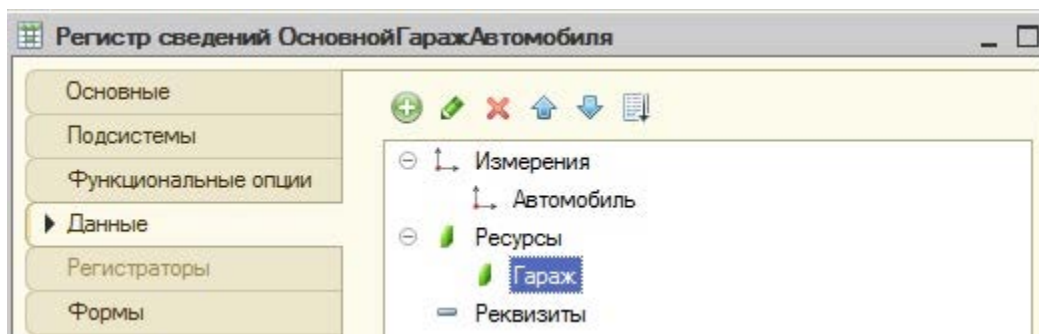 Регистр сведений ОсновнойГаражАвтомобиля
Основные
Подсистемы
Функциональные опции
Данные
Регистраторы
Формы
Измерения
Автомобиль
Ресурсы
Гараж
Реквизиты